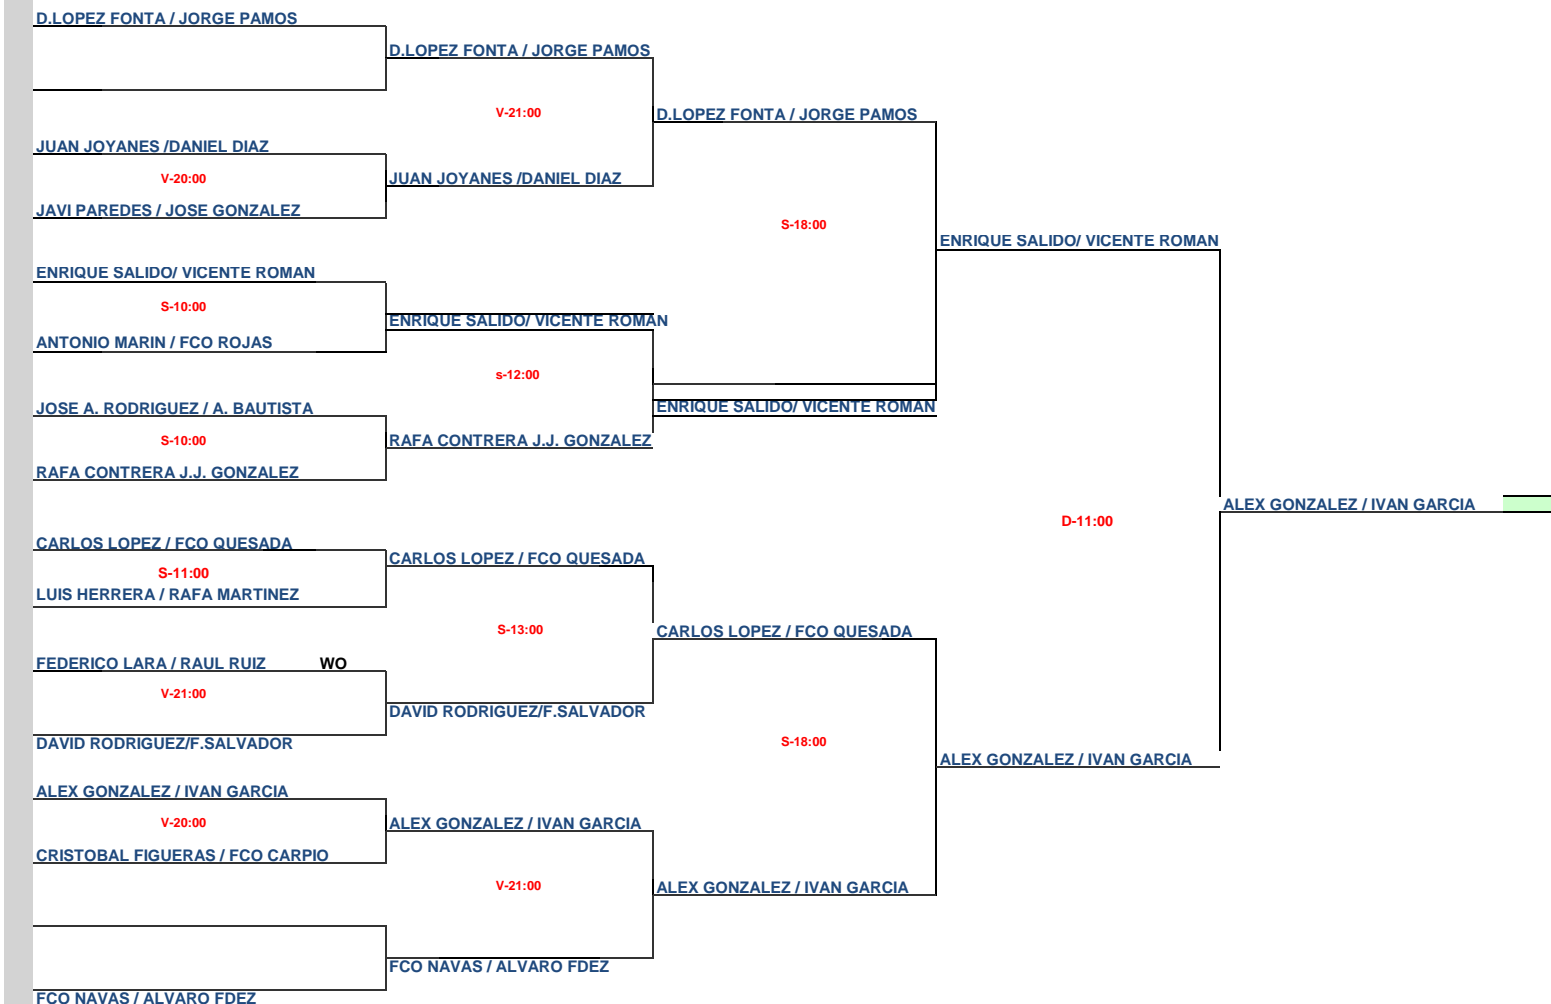 D.LOPEZ FONTA / JORGE PAMOS
D.LOPEZ FONTA / JORGE PAMOS
V-21:00
D.LOPEZ FONTA / JORGE PAMOS
JUAN JOYANES /DANIEL DIAZ
V-20:00
JUAN JOYANES /DANIEL DIAZ
JAVI PAREDES / JOSE GONZALEZ
S-18:00
ENRIQUE SALIDO/ VICENTE ROMAN
ENRIQUE SALIDO/ VICENTE ROMAN
S-10:00
ENRIQUE SALIDO/ VICENTE ROMAN
ANTONIO MARIN / FCO ROJAS
s-12:00
ENRIQUE SALIDO/ VICENTE ROMAN
JOSE A. RODRIGUEZ / A. BAUTISTA
S-10:00
RAFA CONTRERA J.J. GONZALEZ
RAFA CONTRERA J.J. GONZALEZ
ALEX GONZALEZ / IVAN GARCIA
D-11:00
CARLOS LOPEZ / FCO QUESADA
CARLOS LOPEZ / FCO QUESADA
S-11:00
LUIS HERRERA / RAFA MARTINEZ
S-13:00
CARLOS LOPEZ / FCO QUESADA
FEDERICO LARA / RAUL RUIZ WO
V-21:00
DAVID RODRIGUEZ/F.SALVADOR
DAVID RODRIGUEZ/F.SALVADOR
S-18:00
ALEX GONZALEZ / IVAN GARCIA
ALEX GONZALEZ / IVAN GARCIA
V-20:00
ALEX GONZALEZ / IVAN GARCIA
CRISTOBAL FIGUERAS / FCO CARPIO
V-21:00
ALEX GONZALEZ / IVAN GARCIA
FCO NAVAS / ALVARO FDEZ
FCO NAVAS / ALVARO FDEZ